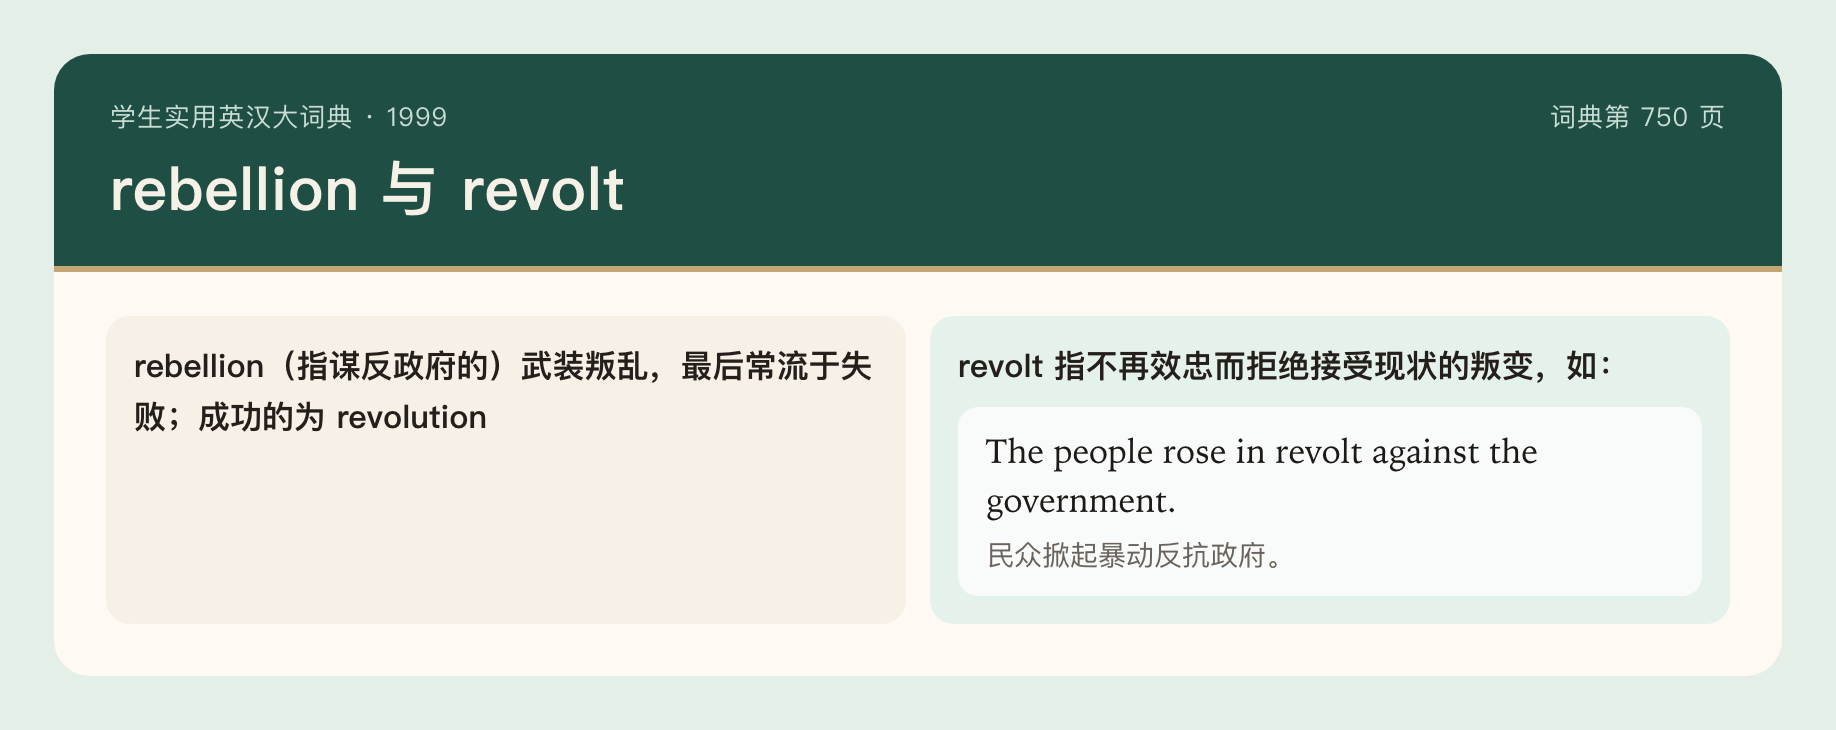 学生实用英汉大词典 · 1999
词典第 750 页
rebellion 与 revolt
rebellion（指谋反政府的）武装叛乱，最后常流于失
败；成功的为 revolution
revolt 指不再效忠而拒绝接受现状的叛变，如：
The people rose in revolt against the
government.
民众掀起暴动反抗政府。